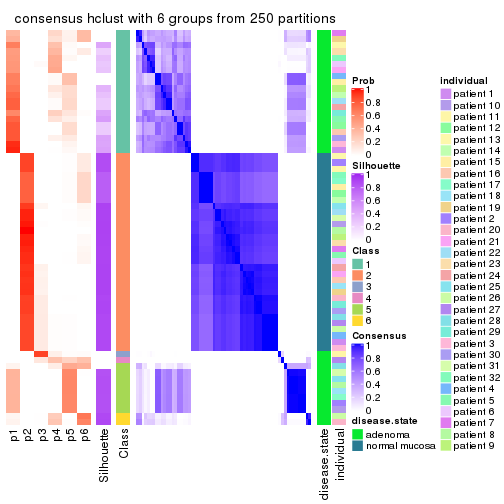 consensus hclust with 6 groups from 250 partitions
p1
p2
p3
p4
p5
p6
Silhouette
Class
disease.state
individual
Prob
1
0.8
0.6
0.4
0.2
0
Silhouette
1
0.8
0.6
0.4
0.2
0
Class
1
2
3
4
5
6
Consensus
1
0.8
0.6
0.4
0.2
0
disease.state
adenoma
normal mucosa
individual
patient 1
patient 10
patient 11
patient 12
patient 13
patient 14
patient 15
patient 16
patient 17
patient 18
patient 19
patient 2
patient 20
patient 21
patient 22
patient 23
patient 24
patient 25
patient 26
patient 27
patient 28
patient 29
patient 3
patient 30
patient 31
patient 32
patient 4
patient 5
patient 6
patient 7
patient 8
patient 9